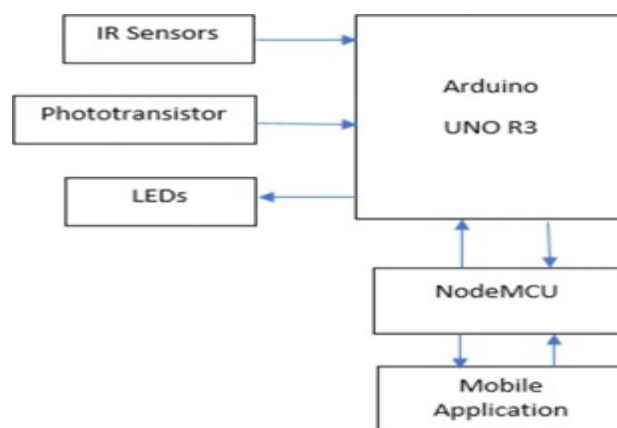 IR Sensors
Arduino
UNO R3
Phototransistor
LEDs
NodeMCU
Mobile
Application